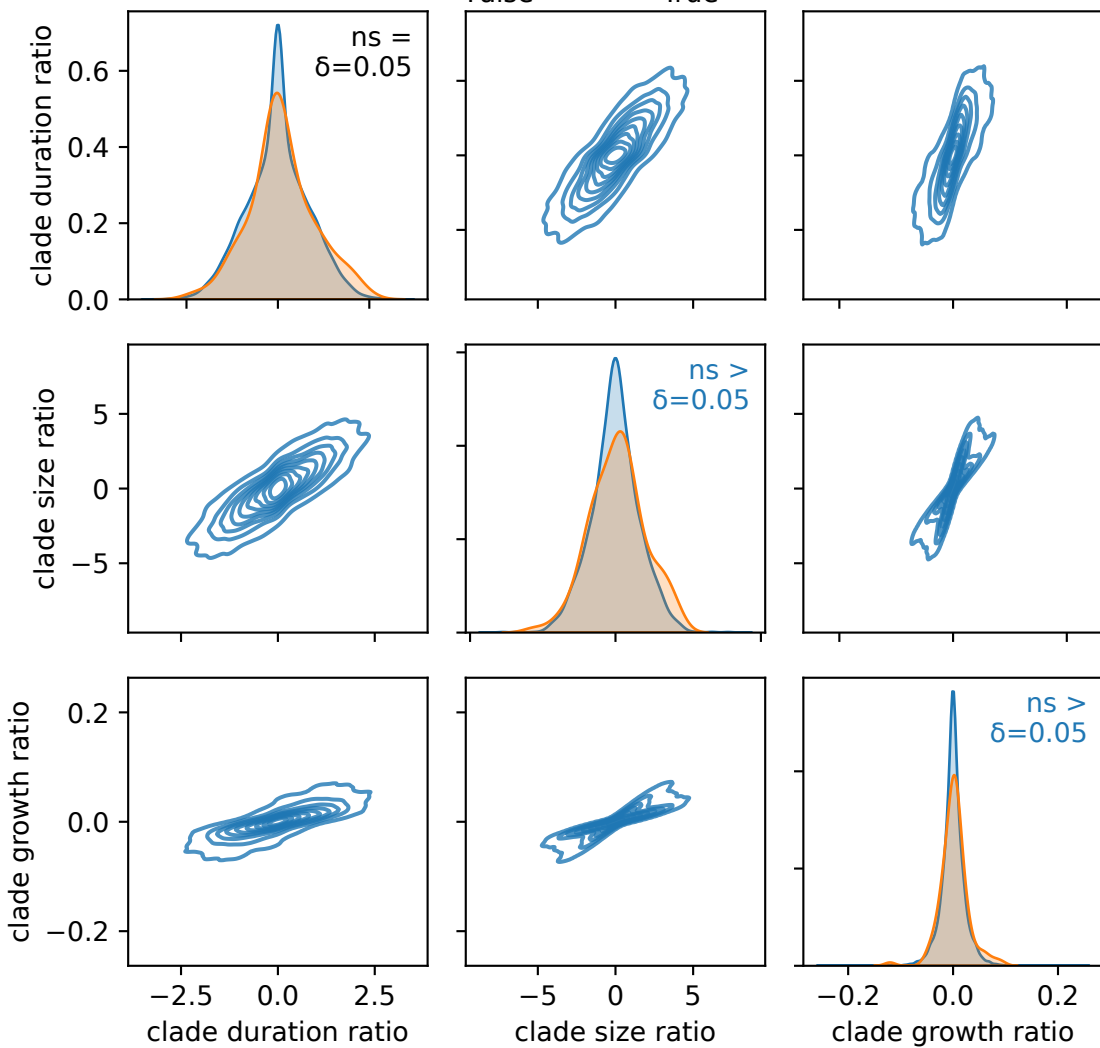 clade duration ratio
0.6
0.4
0.2
0.0
ns =
δ=0.05
clade size ratio
5
0
−5
ns >
δ=0.05
clade growth ratio
0.2
0.0
−0.2
ns >
δ=0.05
−2.5 0.0 2.5
−5 0 5
−0.2 0.0 0.2
clade duration ratio
clade size ratio
clade growth ratio